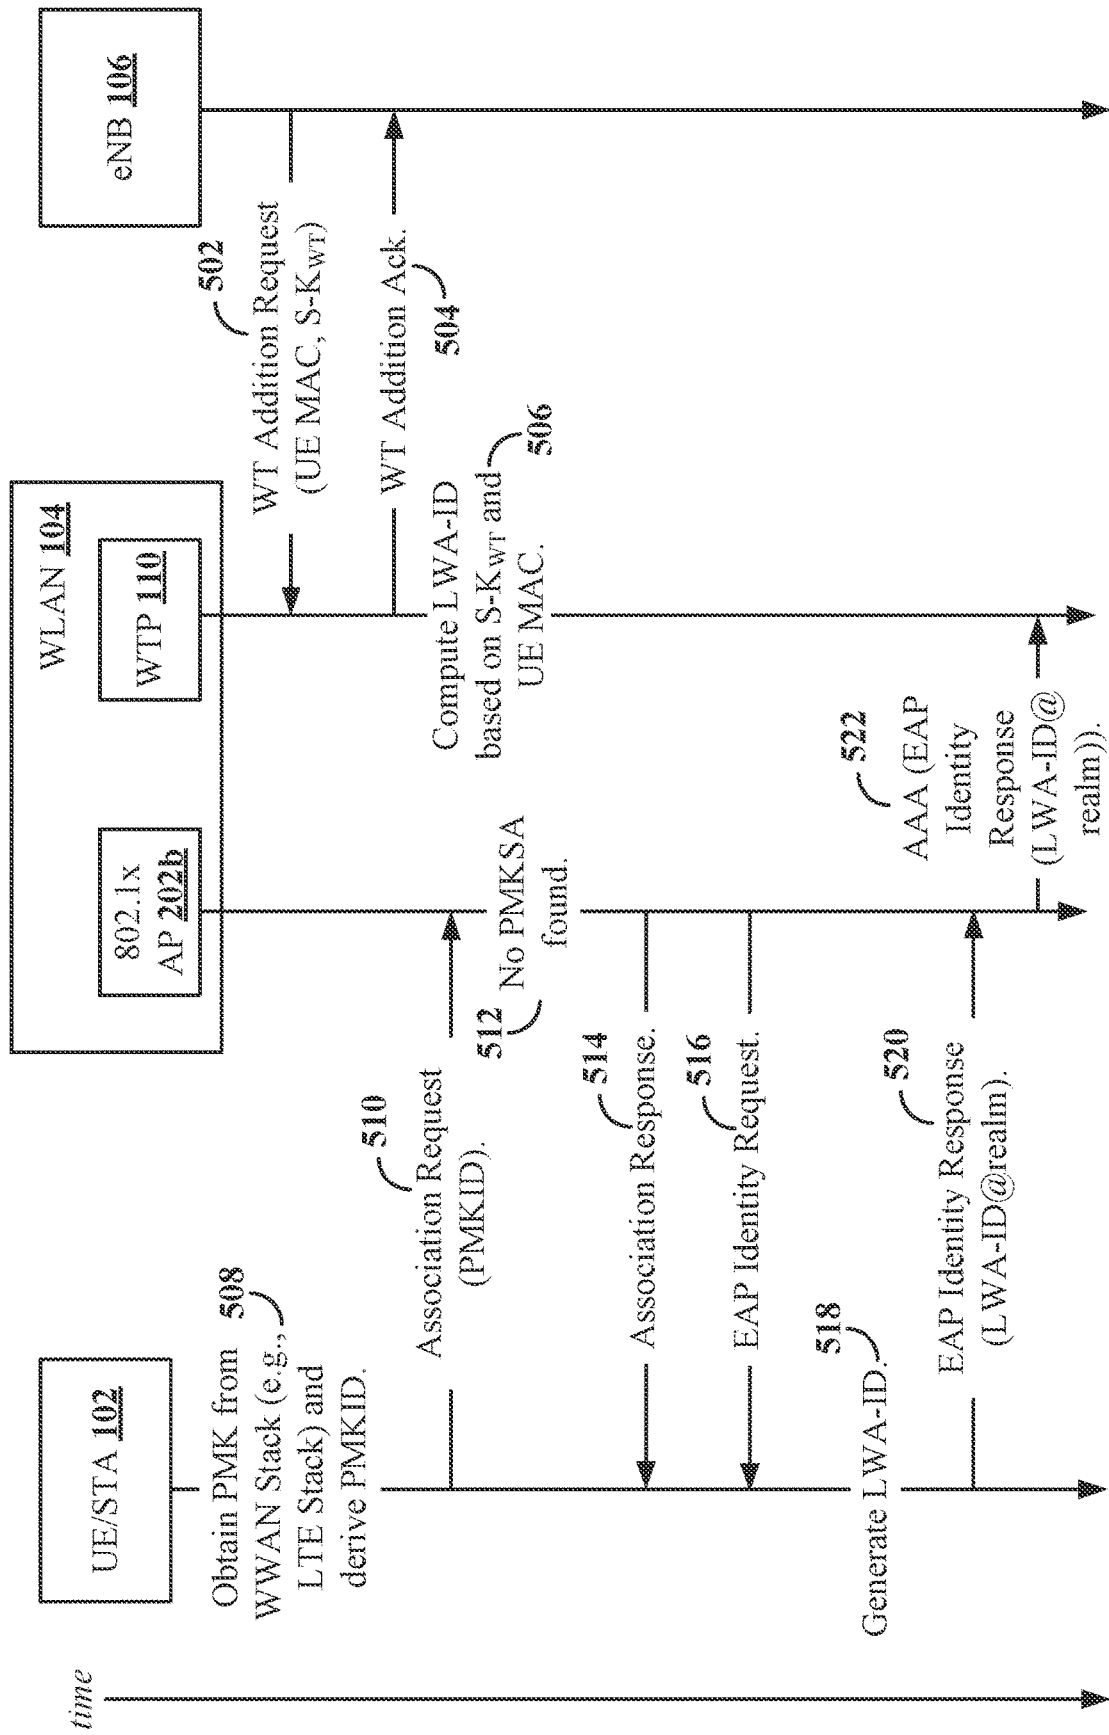 time
UE/STA 102
WLAN 104
802.1x
AP 202b
WTP 110
eNB 106
502
WT Addition Request
(UE MAC, S-KWT)
WT Addition Ack.
504
Compute LWA-ID
based on S-KWT and
UE MAC.
506
Obtain PMK from
WWAN Stack (e.g.,
LTE Stack) and
derive PMKID.
508
510
Association Request
(PMKID).
512
No PMKSA
found.
514
Association Response.
516
EAP Identity Request.
518
Generate LWA-ID.
520
EAP Identity Response
(LWA-ID@realm).
522
AAA (EAP
Identity
Response
(LWA-ID@
realm)).